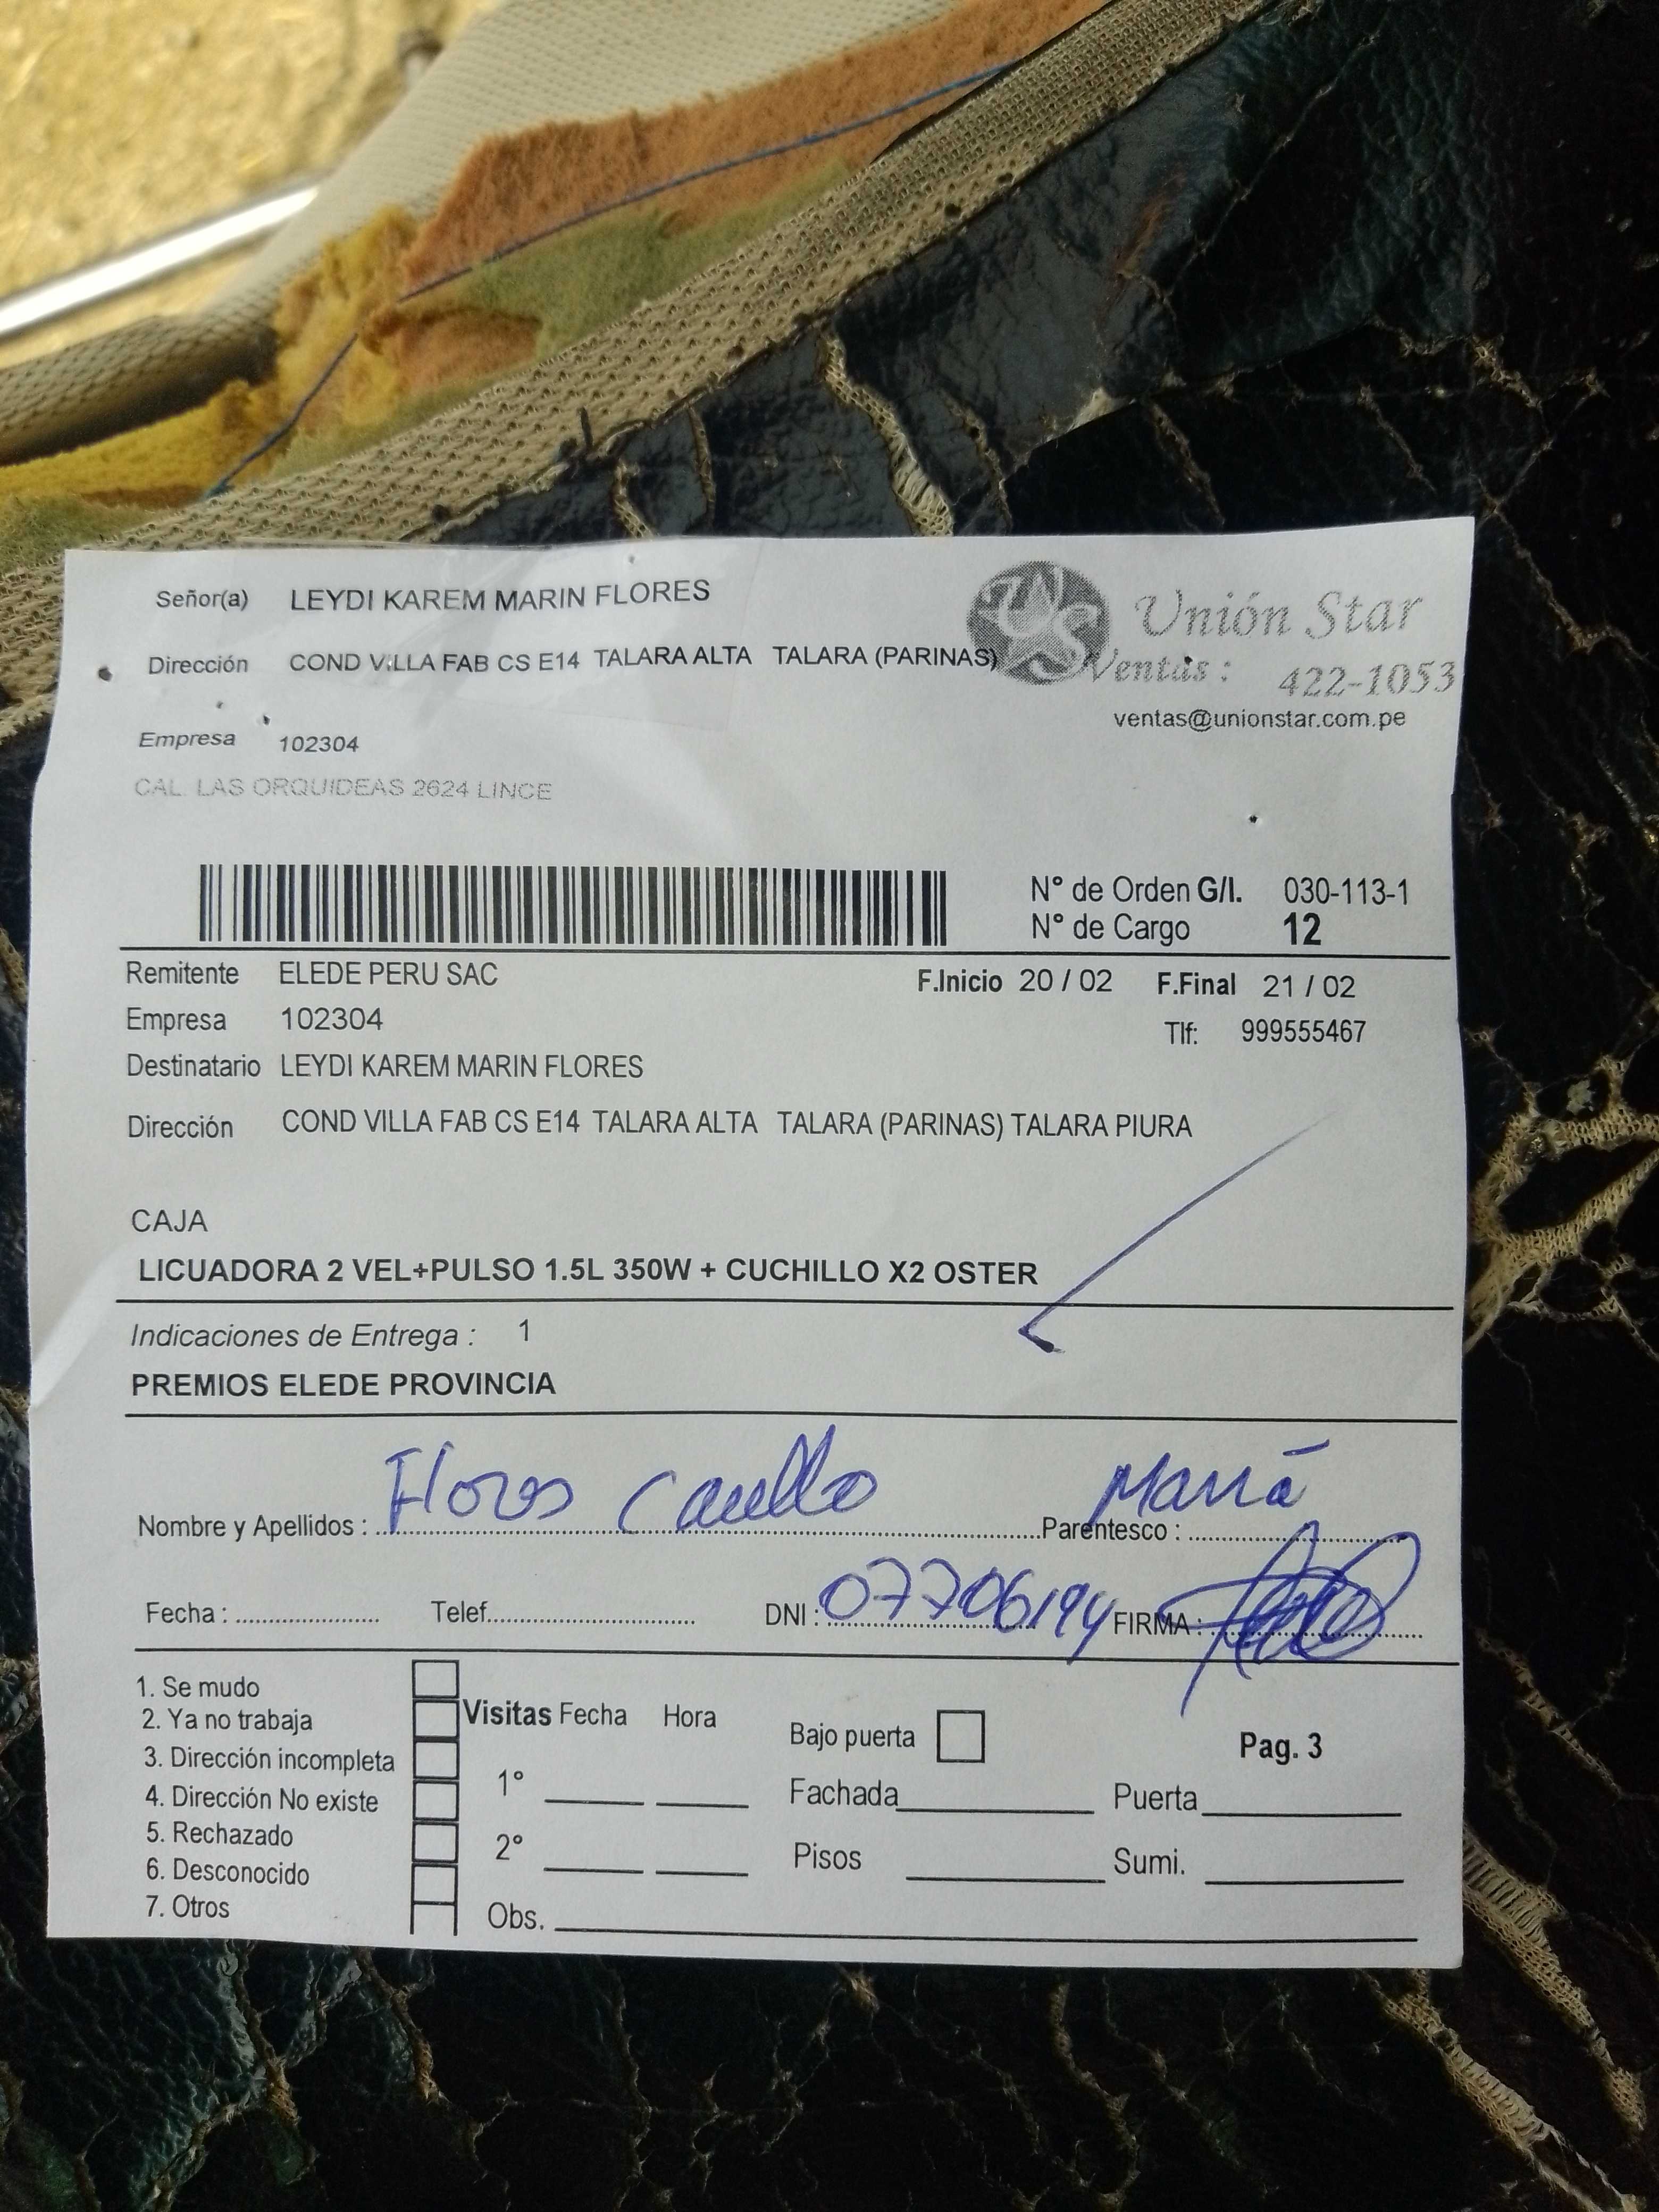 Señor(a) LEYDI KAREM MARIN FLORES
Unión Star
Dirección COND VILLA FAB CS E14 TALARA ALTA TALARA (PARINAS)
Ventas : 422-1053
ventas@unionstar.com.pe
Empresa 102304
CAL. LAS ORQUIDEAS 2624 LINCE
N° de Orden G/I. 030-113-1
N° de Cargo 12
Remitente ELEDE PERU SAC F.Inicio 20 / 02 F.Final 21 / 02
Empresa 102304 Tlf: 999555467
Destinatario LEYDI KAREM MARIN FLORES
Dirección COND VILLA FAB CS E14 TALARA ALTA TALARA (PARINAS) TALARA PIURA
CAJA
LICUADORA 2 VEL+PULSO 1.5L 350W + CUCHILLO X2 OSTER
Indicaciones de Entrega : 1
PREMIOS ELEDE PROVINCIA
Nombre y Apellidos : Flores Parentesco :
Fecha : Telef. DNI : 07706194 FIRMA :
1. Se mudo
2. Ya no trabaja
3. Dirección incompleta
4. Dirección No existe
5. Rechazado
6. Desconocido
7. Otros
Visitas Fecha Hora
1°
2°
Obs.
Bajo puerta
Pag. 3
Fachada Puerta
Pisos Sumi.